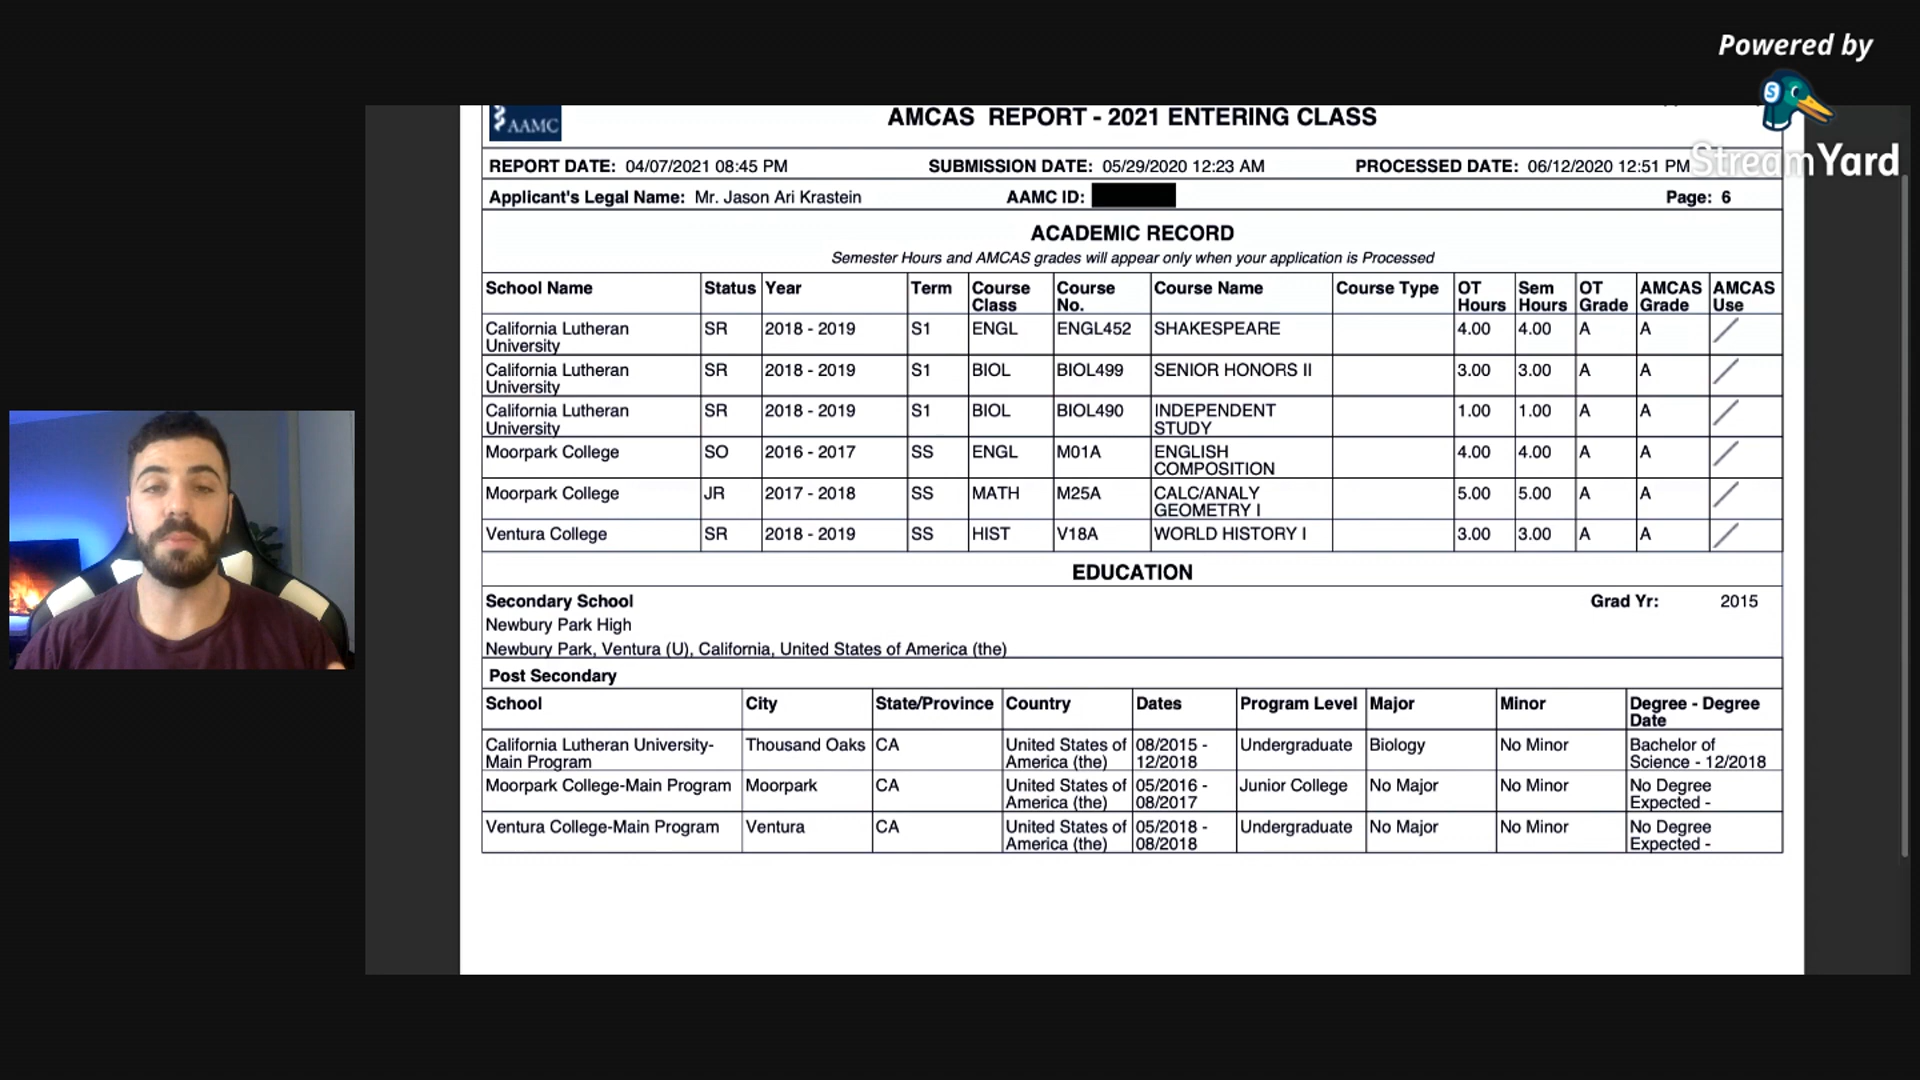 Powered by
StreamYard
AAMC
AMCAS REPORT - 2021 ENTERING CLASS
REPORT DATE: 04/07/2021 08:45 PM SUBMISSION DATE: 05/29/2020 12:23 AM PROCESSED DATE: 06/12/2020 12:51 PM
Applicant's Legal Name: Mr. Jason Ari Krastein AAMC ID: Page: 6
ACADEMIC RECORD
Semester Hours and AMCAS grades will appear only when your application is Processed
School Name Status Year Term Course Class Course No. Course Name Course Type OT Hours Sem Hours OT Grade AMCAS Grade AMCAS Use
California Lutheran University SR 2018 - 2019 S1 ENGL ENGL452 SHAKESPEARE 4.00 4.00 A A
California Lutheran University SR 2018 - 2019 S1 BIOL BIOL499 SENIOR HONORS II 3.00 3.00 A A
California Lutheran University SR 2018 - 2019 S1 BIOL BIOL490 INDEPENDENT STUDY 1.00 1.00 A A
Moorpark College SO 2016 - 2017 SS ENGL M01A ENGLISH COMPOSITION 4.00 4.00 A A
Moorpark College JR 2017 - 2018 SS MATH M25A CALC/ANALY GEOMETRY I 5.00 5.00 A A
Ventura College SR 2018 - 2019 SS HIST V18A WORLD HISTORY I 3.00 3.00 A A
EDUCATION
Secondary School Grad Yr: 2015
Newbury Park High
Newbury Park, Ventura (U), California, United States of America (the)
Post Secondary
School City State/Province Country Dates Program Level Major Minor Degree - Degree Date
California Lutheran University-Main Program Thousand Oaks CA United States of America (the) 08/2015 - 12/2018 Undergraduate Biology No Minor Bachelor of Science - 12/2018
Moorpark College-Main Program Moorpark CA United States of America (the) 05/2016 - 08/2017 Junior College No Major No Minor No Degree Expected -
Ventura College-Main Program Ventura CA United States of America (the) 05/2018 - 08/2018 Undergraduate No Major No Minor No Degree Expected -